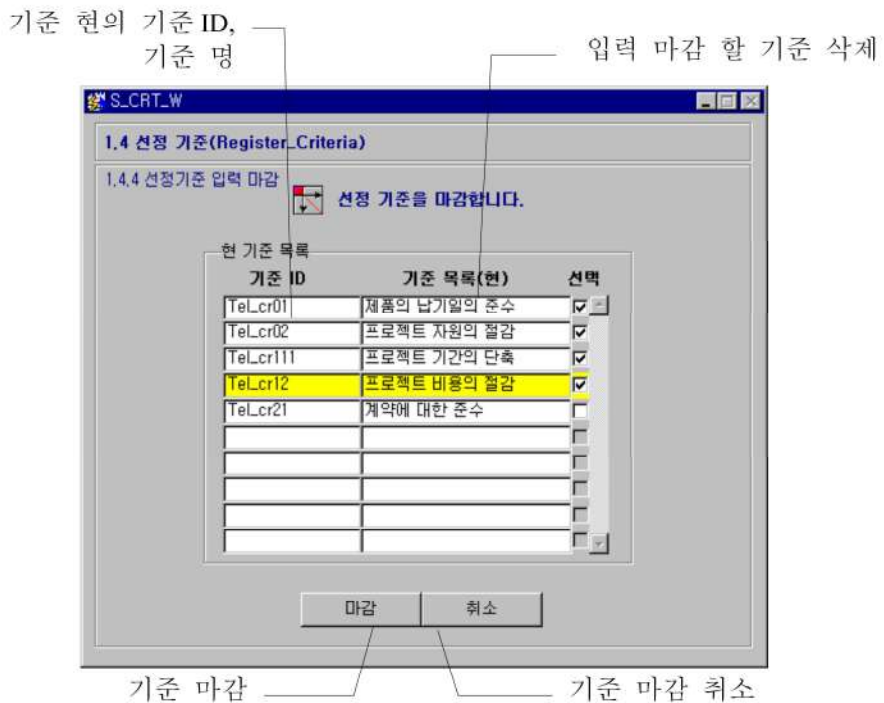 기준 현의 기준 ID,
기준 명
입력 마감 할 기준 삭제
S_CRT_W
1.4 선정 기준(Register_Criteria)
1.4.4 선정기준 입력 마감
선정 기준을 마감합니다.
현 기준 목록
기준 ID 기준 목록(현) 선택
Tel_cr01 제품의 납기일의 준수
Tel_cr02 프로젝트 자원의 절감
Tel_cr111 프로젝트 기간의 단축
Tel_cr12 프로젝트 비용의 절감
Tel_cr21 계약에 대한 준수
마감 취소
기준 마감 기준 마감 취소